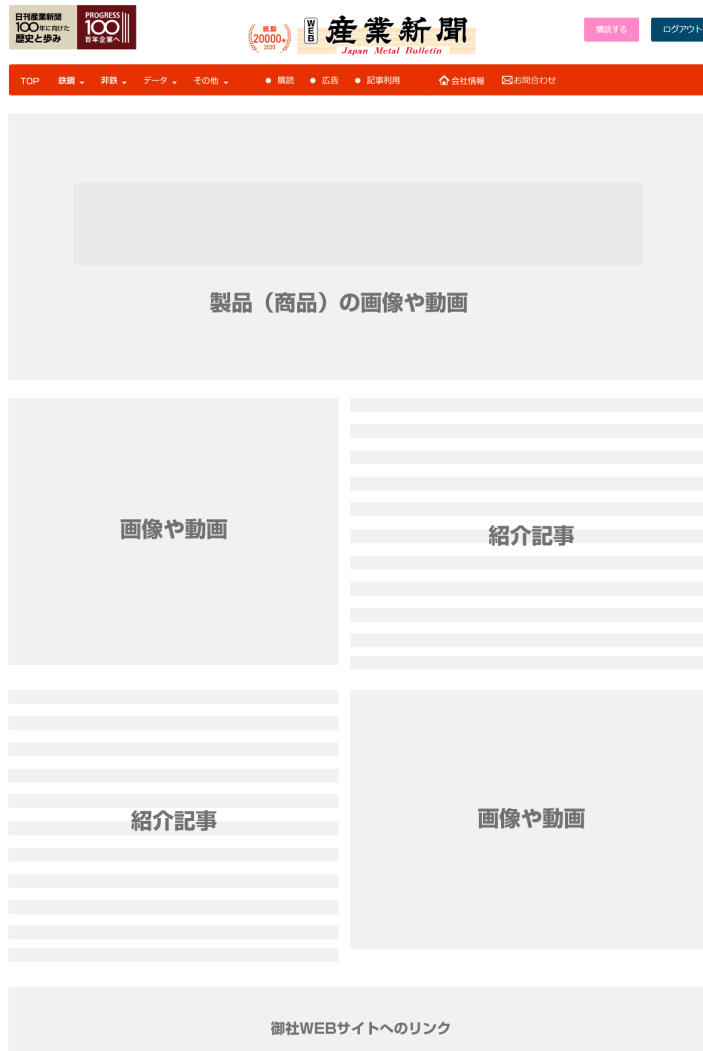 日刊産業新聞
100年に向けた
歴史と歩み
PROGRESS
100
百年企業へ
紙齢
20000号
2020
WEB
産業新聞
Japan Metal Bulletin
購読する
ログアウト
TOP 鉄鋼 非鉄 データ その他 ● 購読 ● 広告 ● 記事利用 会社情報 お問合わせ
製品（商品）の画像や動画
画像や動画
紹介記事
紹介記事
画像や動画
御社WEBサイトへのリンク